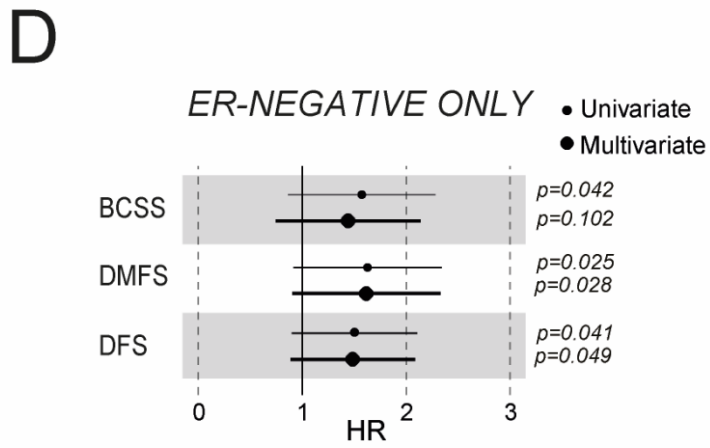 D
ER-NEGATIVE ONLY
● Univariate
● Multivariate
BCSS
p=0.042
p=0.102
DMFS
p=0.025
p=0.028
DFS
p=0.041
p=0.049
0 1 2 3
HR